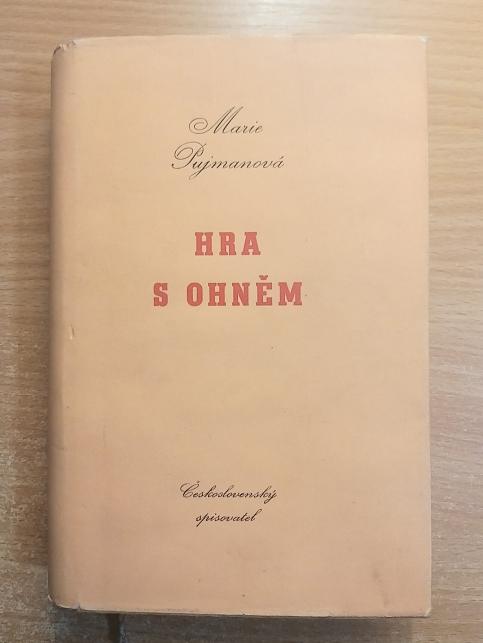 Marie
Pujmanová
HRA
S OHNĚM
Československý
spisovatel